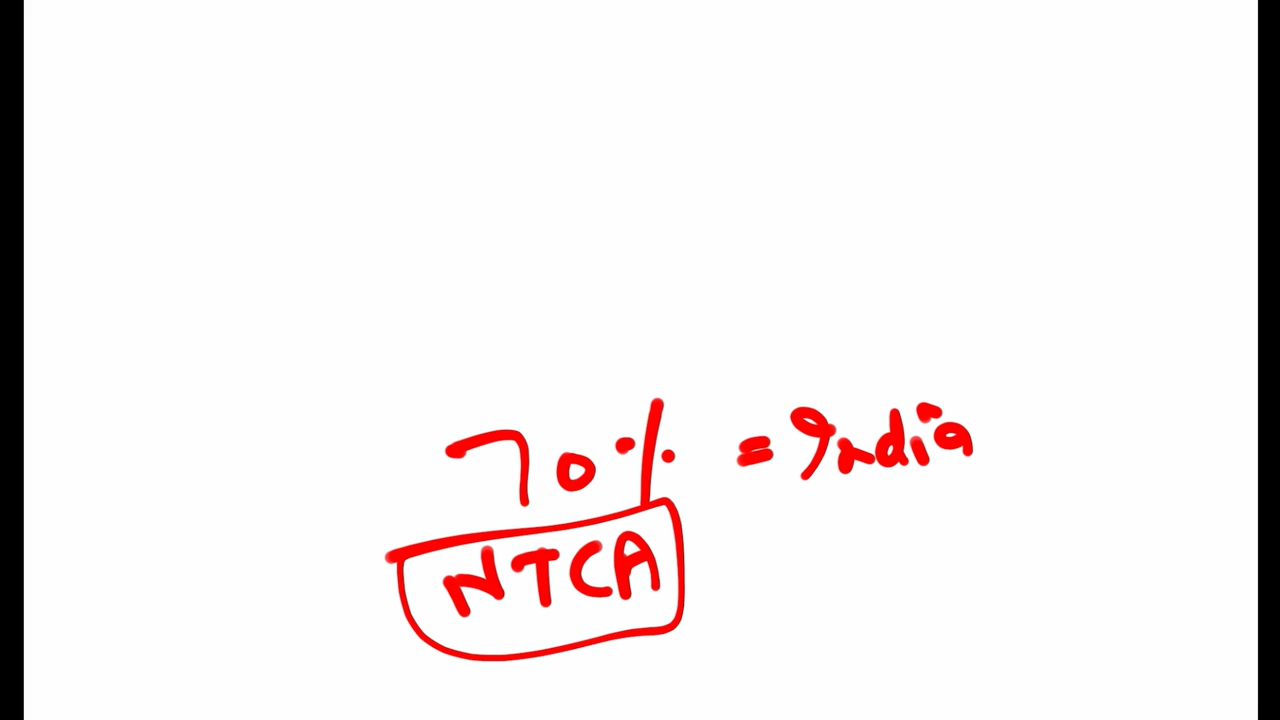 70% = India
NTCA